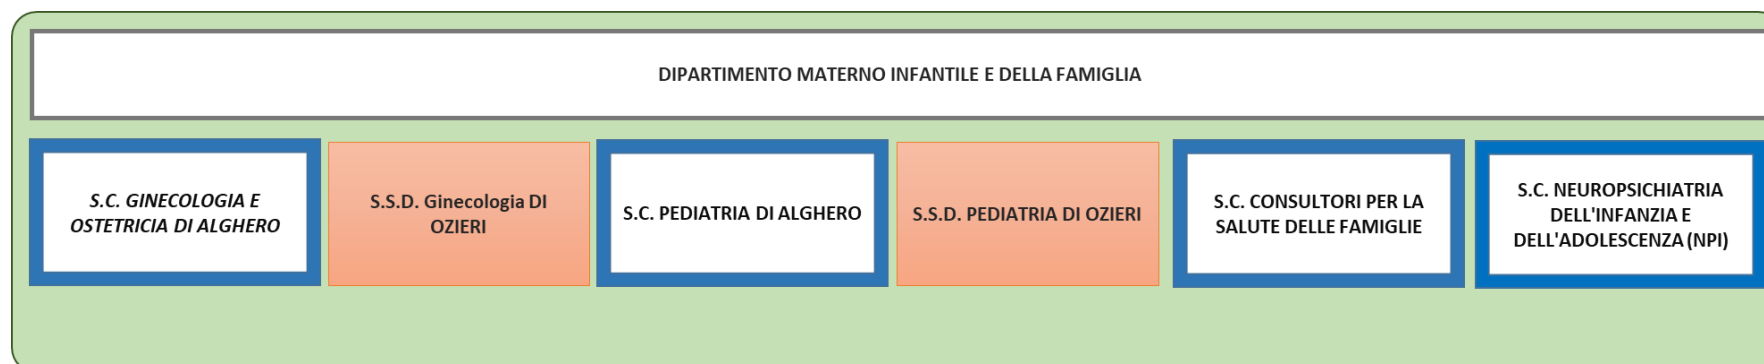 DIPARTIMENTO MATERNO INFANTILE E DELLA FAMIGLIA
S.C. GINECOLOGIA E
OSTETRICIA DI ALGHERO
S.S.D. Ginecologia DI
OZIERI
S.C. PEDIATRIA DI ALGHERO
S.S.D. PEDIATRIA DI OZIERI
S.C. CONSULTORI PER LA
SALUTE DELLE FAMIGLIE
S.C. NEUROPSICHIATRIA
DELL'INFANZIA E
DELL'ADOLESCENZA (NPI)